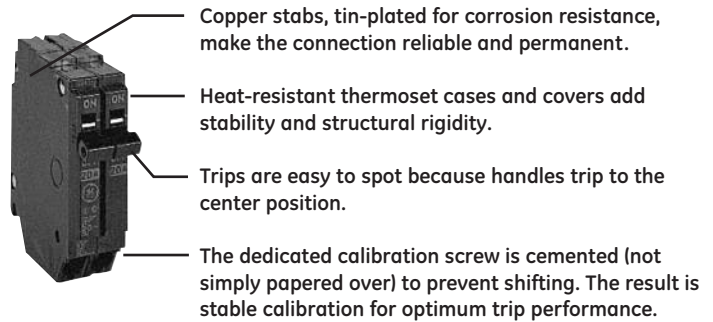 Copper stabs, tin-plated for corrosion resistance,
make the connection reliable and permanent.
Heat-resistant thermoset cases and covers add
stability and structural rigidity.
ON ON
Trips are easy to spot because handles trip to the
center position.
20A 20A
The dedicated calibration screw is cemented (not
simply papered over) to prevent shifting. The result is
stable calibration for optimum trip performance.